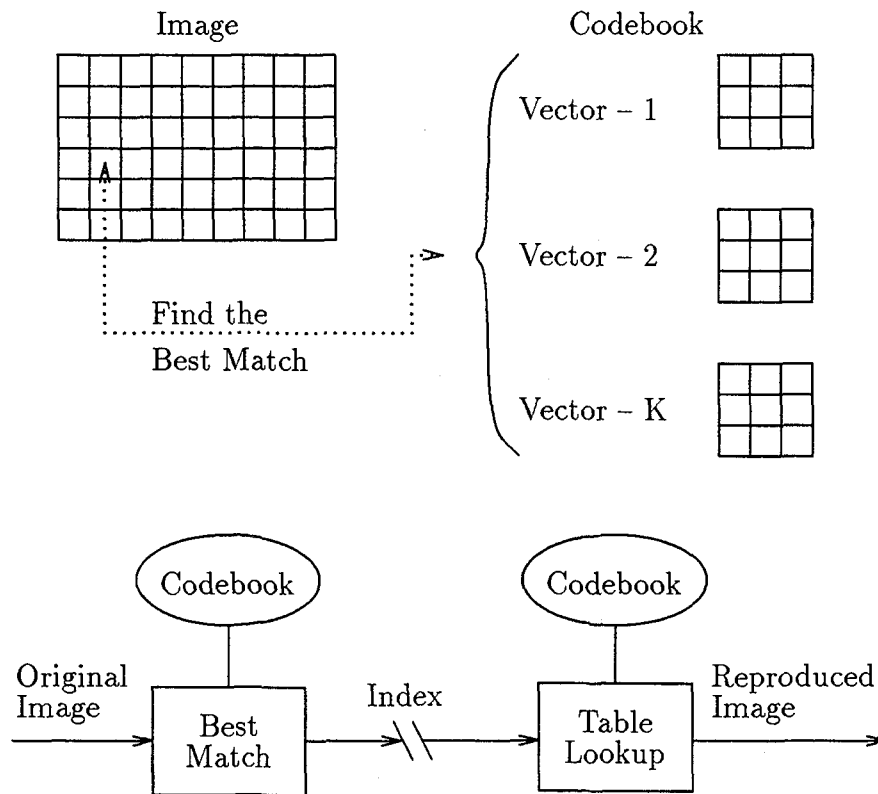 Image
Codebook
Vector – 1
Vector – 2
Find the
Best Match
Vector – K
Codebook
Codebook
Original
Image
Best
Match
Index
Table
Lookup
Reproduced
Image